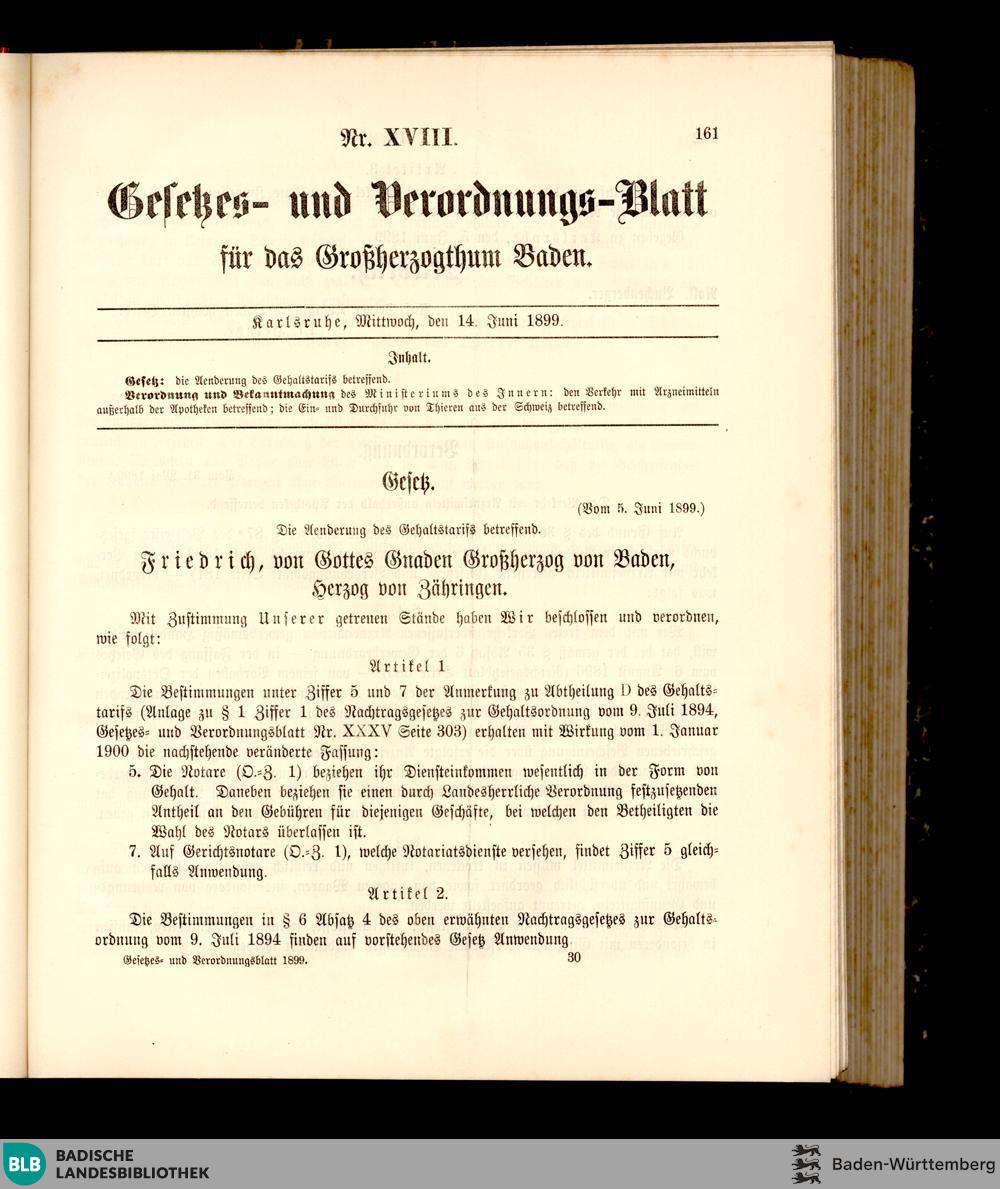 Nr. XVIII.
161
Gesetzes- und Verordnungs-Blatt
für das Großherzogthum Baden.
Karlsruhe, Mittwoch, den 14. Juni 1899.
Inhalt.
Gesetz: die Aenderung des Gehaltstarifs betreffend.
Verordnung und Bekanntmachung des Ministeriums des Innern: den Verkehr mit Arzneimitteln
außerhalb der Apotheken betreffend; die Ein- und Durchfuhr von Thieren aus der Schweiz betreffend.
Gesetz.
(Vom 5. Juni 1899.)
Die Aenderung des Gehaltstarifs betreffend.
Friedrich, von Gottes Gnaden Großherzog von Baden,
Herzog von Zähringen.
Mit Zustimmung Unserer getreuen Stände haben Wir beschlossen und verordnen,
wie folgt:
Artikel 1
Die Bestimmungen unter Ziffer 5 und 7 der Anmerkung zu Abtheilung D des Gehalts-
tarifs (Anlage zu § 1 Ziffer 1 des Nachtragsgesetzes zur Gehaltsordnung vom 9. Juli 1894,
Gesetzes- und Verordnungsblatt Nr. XXXV Seite 303) erhalten mit Wirkung vom 1. Januar
1900 die nachstehende veränderte Fassung:
5. Die Notare (O.-Z. 1) beziehen ihr Diensteinkommen wesentlich in der Form von
Gehalt. Daneben beziehen sie einen durch Landesherrliche Verordnung festzusetzenden
Antheil an den Gebühren für diejenigen Geschäfte, bei welchen den Betheiligten die
Wahl des Notars überlassen ist.
7. Auf Gerichtsnotare (O.-Z. 1), welche Notariatsdienste versehen, findet Ziffer 5 gleich-
falls Anwendung.
Artikel 2.
Die Bestimmungen in § 6 Absatz 4 des oben erwähnten Nachtragsgesetzes zur Gehalts-
ordnung vom 9. Juli 1894 finden auf vorstehendes Gesetz Anwendung.
Gesetzes- und Verordnungsblatt 1899.
30
BLB
BADISCHE
LANDESBIBLIOTHEK
Baden-Württemberg